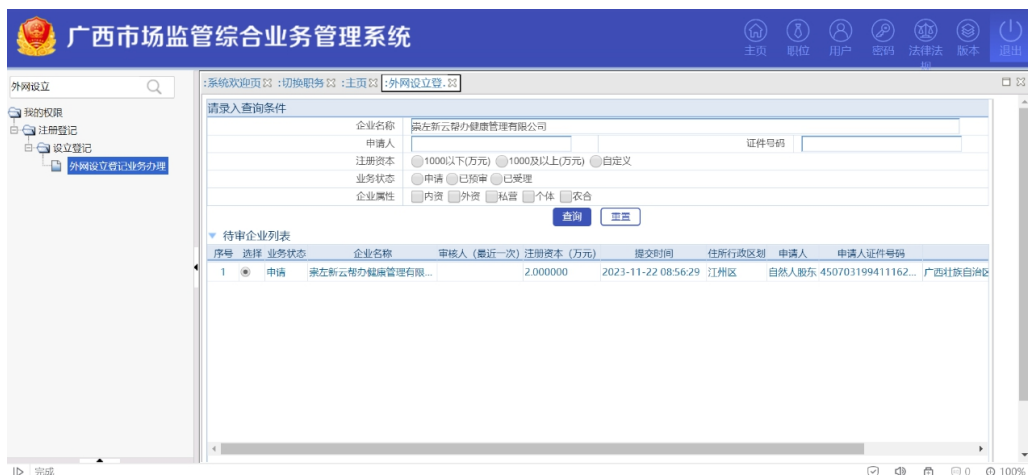 广西市场监管综合业务管理系统
主页 职位 用户 密码 法律法规 版本 退出
外网设立
:系统欢迎页 :切换职务 :主页 :外网设立登.
我的权限
注册登记
设立登记
外网设立登记业务办理
请录入查询条件
企业名称 崇左新云帮办健康管理有限公司
申请人 证件号码
注册资本 1000以下(万元) 1000及以上(万元) 自定义
业务状态 申请 已预审 已受理
企业属性 内资 外资 私营 个体 农合
查询 重置
待审企业列表
序号 选择 业务状态 企业名称 审核人（最近一次） 注册资本（万元） 提交时间 住所行政区划 申请人 申请人证件号码
1 申请 崇左新云帮办健康管理有限... 2.000000 2023-11-22 08:56:29 江州区 自然人股东 450703199411162... 广西壮族自治区
完成 0 100%